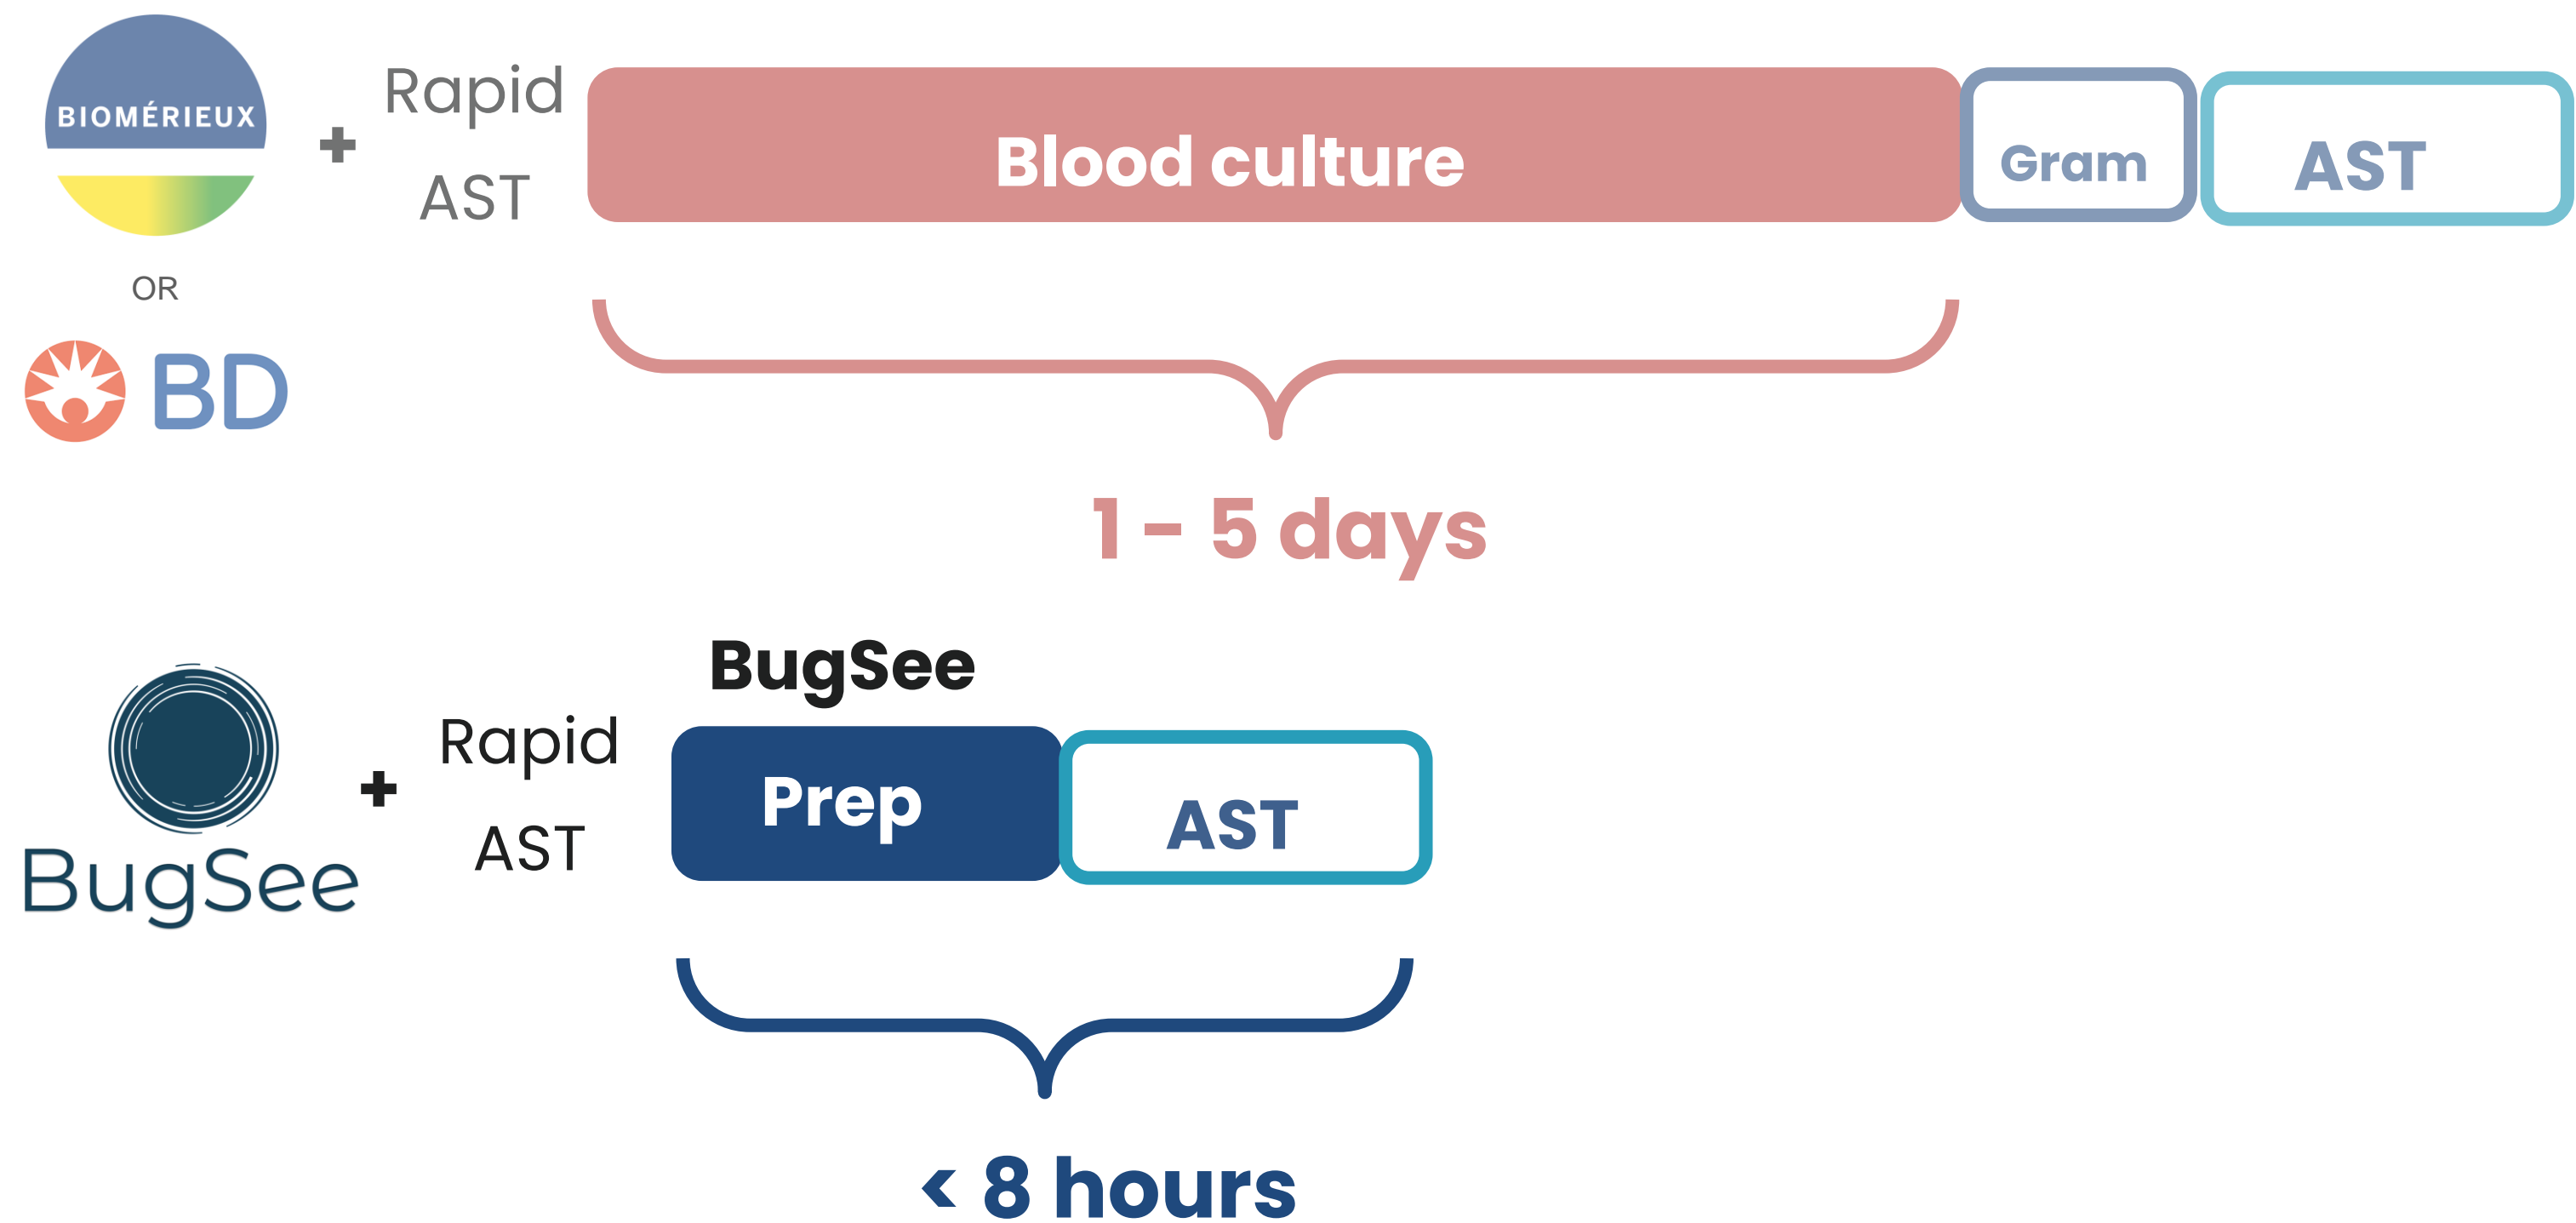 BIOMÉRIEUX
+
Rapid
AST
Blood culture
Gram
AST
OR
BD
1 - 5 days
BugSee
+
Rapid
AST
BugSee
Prep
AST
< 8 hours